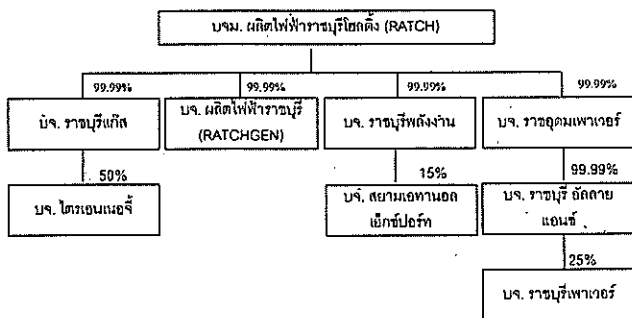 บจม. ผลิตไฟฟ้าราชบุรีโฮลดิ้ง (RATCH)
99.99%
99.99%
99.99%
99.99%
บจ. ราชบุรีแก๊ส
บจ. ผลิตไฟฟ้าราชบุรี
(RATCHGEN)
บจ. ราชบุรีพลังงาน
บจ. ราชอุดมเพาเวอร์
50%
15%
99.99%
บจ. ไตรเอนเนอจี้
บจ. สยามเอทานอล
เอ็กซ์ปอร์ท
บจ. ราชบุรี อัลลาย
แอนซ์
25%
บจ. ราชบุรีเพาเวอร์